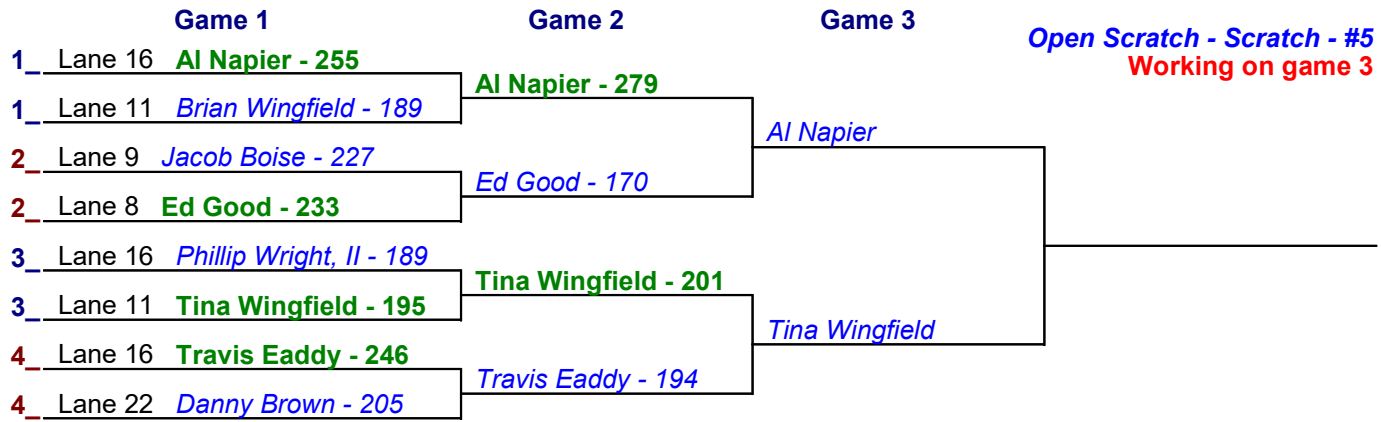 Game 1 Game 2 Game 3
Open Scratch - Scratch - #5
Working on game 3
1_ Lane 16 Al Napier - 255
Al Napier - 279
1_ Lane 11 Brian Wingfield - 189
Al Napier
2_ Lane 9 Jacob Boise - 227
Ed Good - 170
2_ Lane 8 Ed Good - 233
3_ Lane 16 Phillip Wright, II - 189
Tina Wingfield - 201
3_ Lane 11 Tina Wingfield - 195
Tina Wingfield
4_ Lane 16 Travis Eaddy - 246
Travis Eaddy - 194
4_ Lane 22 Danny Brown - 205